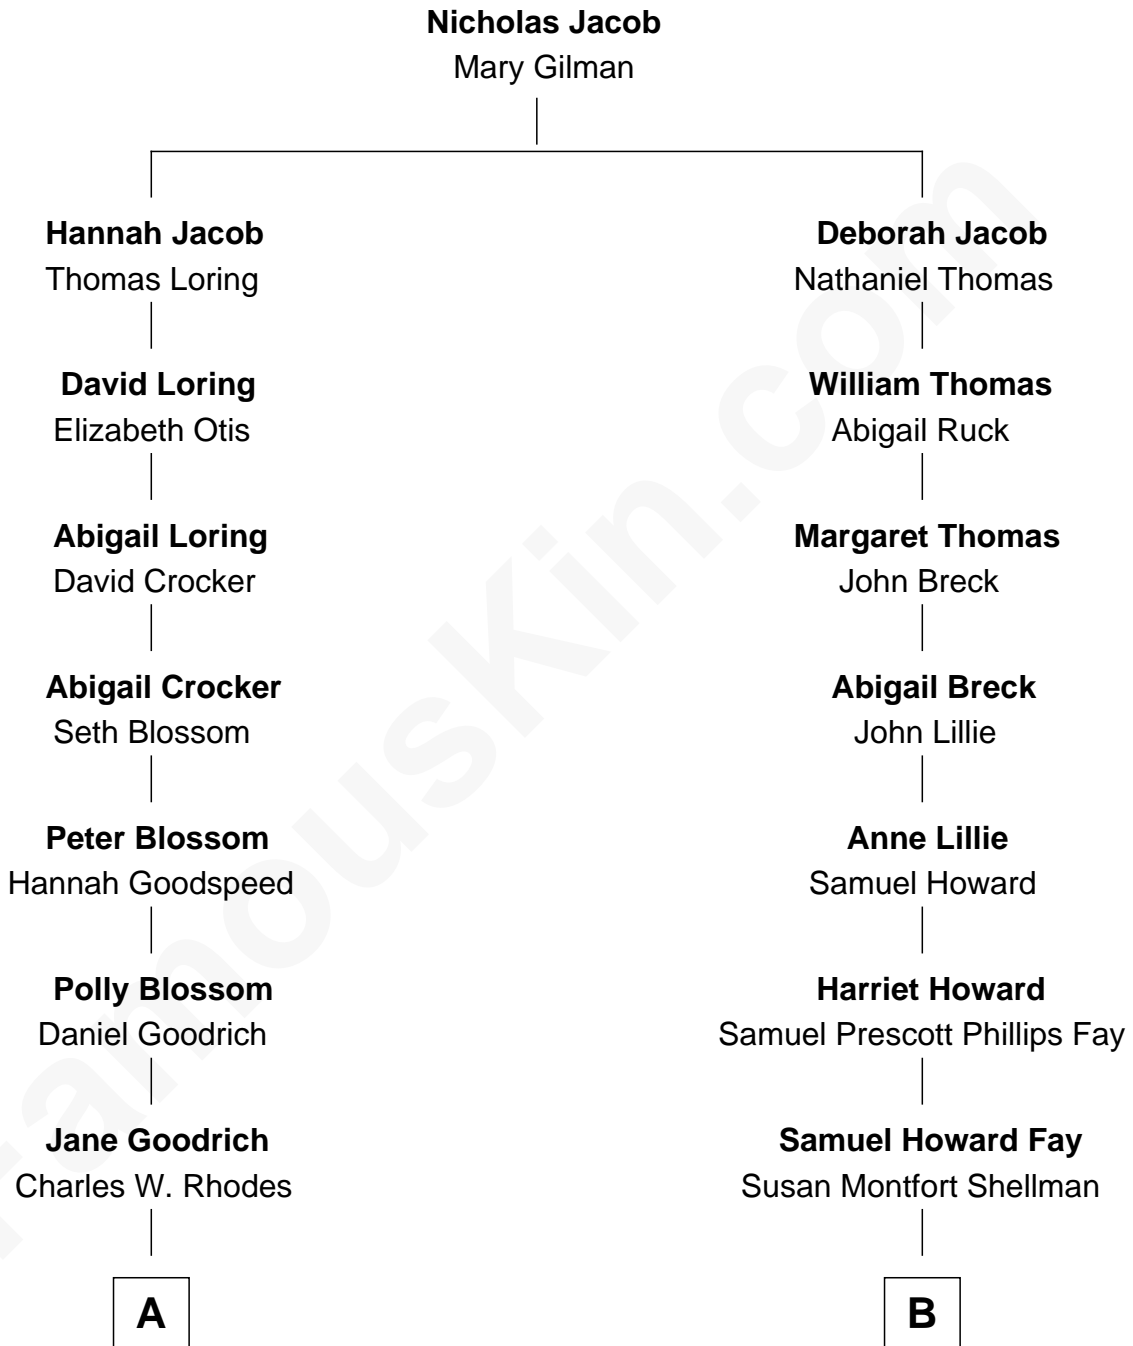 Nicholas Jacob
Mary Gilman
Hannah Jacob
Thomas Loring
Deborah Jacob
Nathaniel Thomas
David Loring
Elizabeth Otis
William Thomas
Abigail Ruck
Abigail Loring
David Crocker
Margaret Thomas
John Breck
Abigail Crocker
Seth Blossom
Abigail Breck
John Lillie
Peter Blossom
Hannah Goodspeed
Anne Lillie
Samuel Howard
Polly Blossom
Daniel Goodrich
Harriet Howard
Samuel Prescott Phillips Fay
Jane Goodrich
Charles W. Rhodes
Samuel Howard Fay
Susan Montfort Shellman
A
B
FamousKin.com